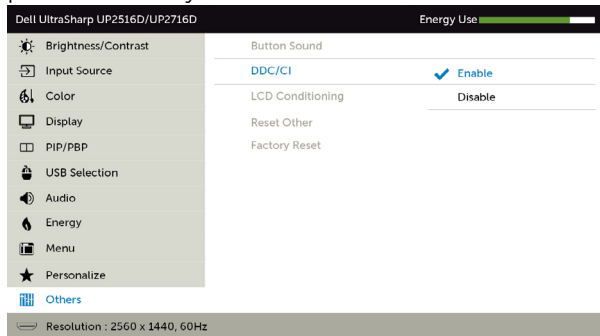 Dell UltraSharp UP2516D/UP2716D Energy Use
Brightness/Contrast Button Sound
Input Source DDC/CI Enable
Color LCD Conditioning Disable
Display Reset Other
PIP/PBP Factory Reset
USB Selection
Audio
Energy
Menu
Personalize
Others
Resolution : 2560 x 1440, 60Hz